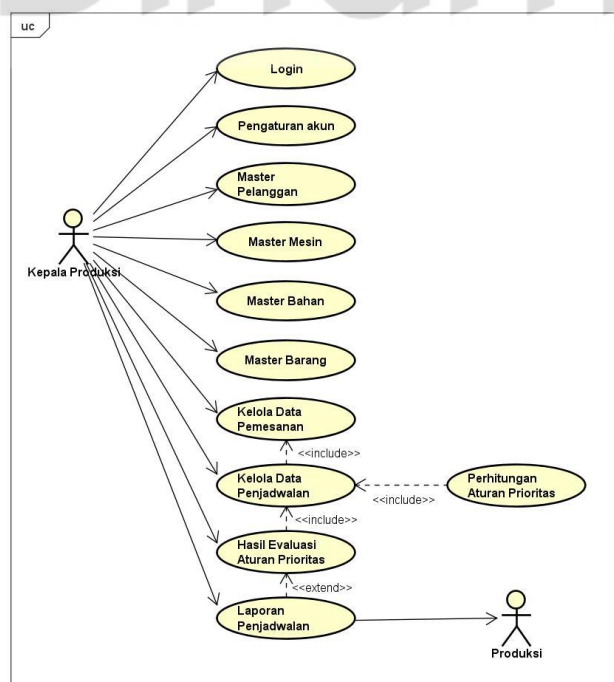 uc
Login
Pengaturan akun
Master
Pelanggan
Kepala Produksi
Master Mesin
Master Bahan
Master Barang
Kelola Data
Pemesanan
<<include>>
Kelola Data
Penjadwalan
<<include>>
Perhitungan
Aturan Prioritas
<<include>>
Hasil Evaluasi
Aturan Prioritas
<<extend>>
Laporan
Penjadwalan
Produksi